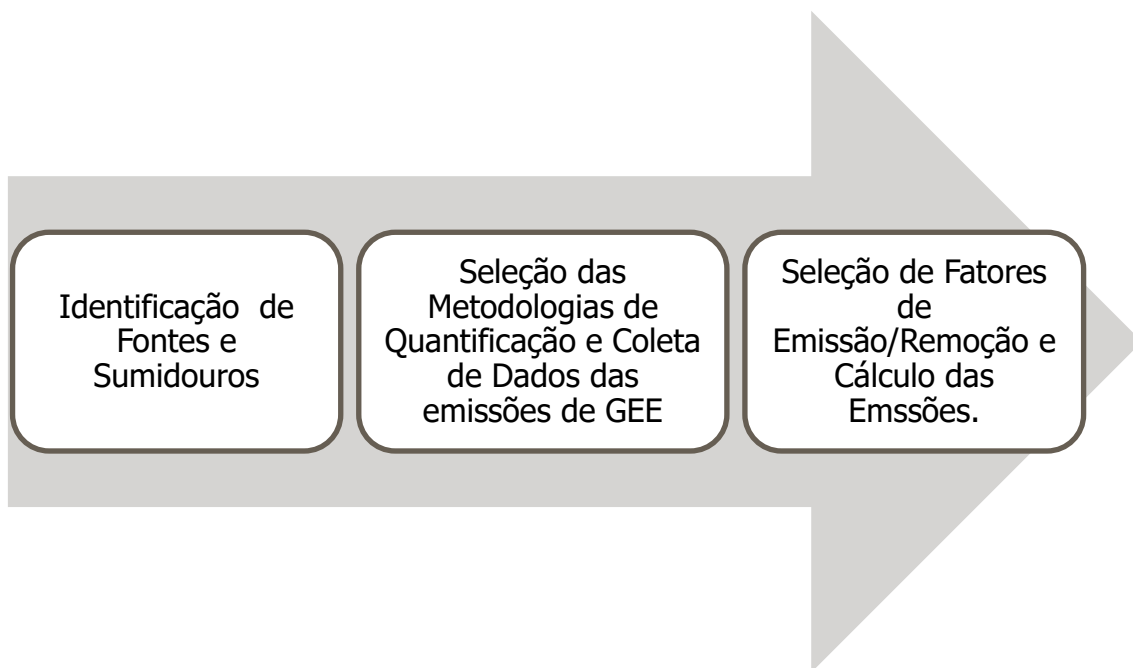 Identificação  de
Fontes e
Sumidouros
Seleção das
Metodologias de
Quantificação e Coleta
de Dados das
emissões de GEE
Seleção de Fatores
de
Emissão/Remoção e
Cálculo das
Emssões.